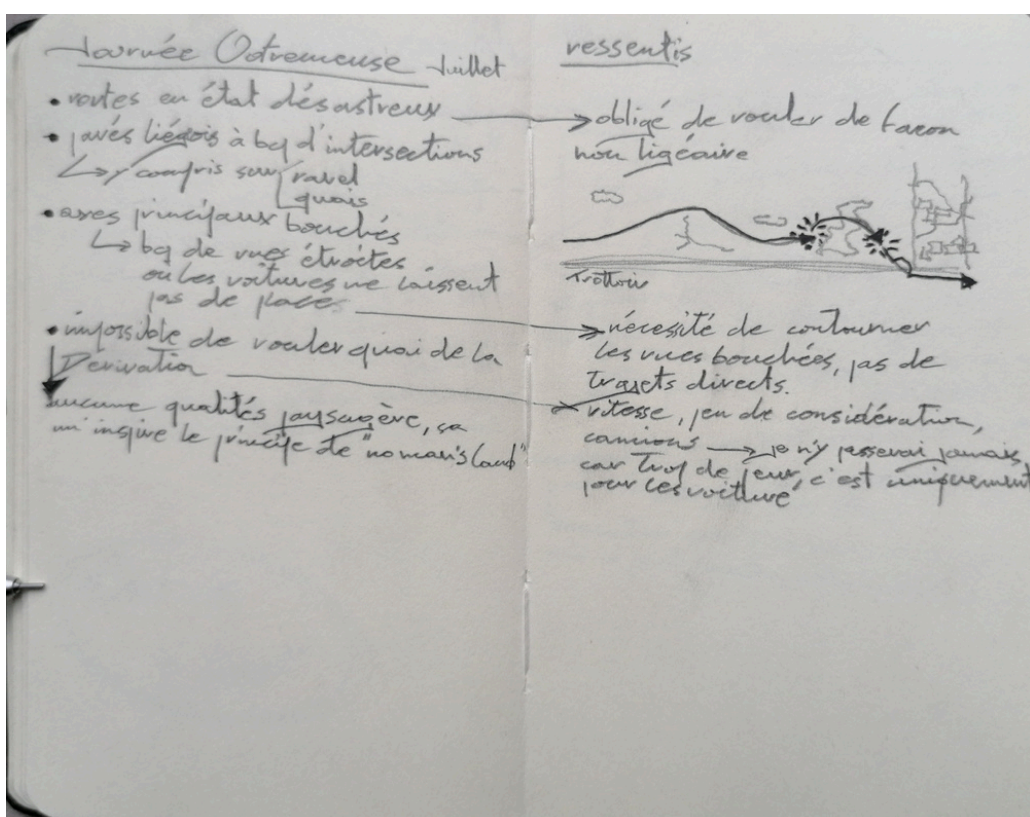 Journée Outremeuse Juillet
• routes en état désastreux
• pavés liégeois à bcq d'intersections
y compris sur ravel
quais
• axes principaux bouchés
bcq de rues étroites
où les voitures ne laissent
pas de place
• impossible de rouler quai de la
Dérivation
aucune qualités paysagère, ça
m'inspire le principe de "no man's land"
ressentis
obligé de rouler de façon
non ligéaire
Trottoir
nécessité de contourner
les rues bouchées, pas de
trajets directs.
vitesse, peu de considération,
camions → je n'y passerai jamais
car trop de peur, c'est uniquement
pour les voiture